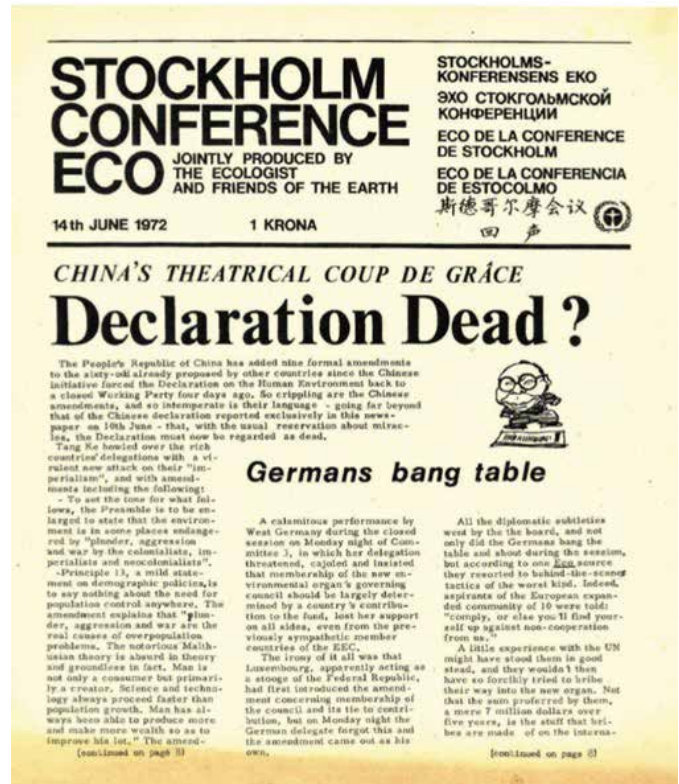 STOCKHOLM
CONFERENCE
ECO
JOINTLY PRODUCED BY
THE ECOLOGIST
AND FRIENDS OF THE EARTH
STOCKHOLMS-
KONFERENSENS EKO
ЭХО СТОКГОЛЬМСКОЙ
КОНФЕРЕНЦИИ
ECO DE LA CONFERENCE
DE STOCKHOLM
ECO DE LA CONFERENCIA
DE ESTOCOLMO
斯德哥尔摩会议
回声
14th JUNE 1972
1 KRONA
CHINA'S THEATRICAL COUP DE GRÂCE
Declaration Dead ?
The People's Republic of China has added nine formal amendments
to the sixty-odd already proposed by other countries since the Chinese
initiative forced the Declaration on the Human Environment back to
a closed Working Party four days ago. So crippling are the Chinese
amendments, and so intemperate is their language - going far beyond
that of the Chinese declaration reported exclusively in this news-
paper on 10th June - that, with the usual reservation about mirac-
les, the Declaration must now be regarded as dead.
Tang Ke howled over the rich
countries' delegations with a vi-
rulent new attack on their "im-
perialism", and with amend-
ments including the following:
- To set the tone for what fol-
lows, the Preamble is to be en-
larged to state that the environ-
ment is in some places endange-
red by "plunder, aggression
and war by the colonialists, im-
perialists and neocolonialists".
-Principle 13, a mild state-
ment on demographic policies, is
to say nothing about the need for
population control anywhere. The
amendment explains that "plun-
der, aggression and war are the
real causes of overpopulation
problems. The notorious Malth-
usian theory is absurd in theory
and groundless in fact. Man is
not only a consumer but primari-
ly a creator. Science and techno-
logy always proceed faster than
population growth. Man has al-
ways been able to produce more
and make more wealth so as to
improve his lot." The amend-
(continued on page 8)
Germans bang table
A calamitous performance by
West Germany during the closed
session on Monday night of Com-
mittee 3, in which her delegation
threatened, cajoled and insisted
that membership of the new en-
vironmental organ's governing
council should be largely deter-
mined by a country's contribu-
tion to the fund, lost her support
on all sides, even from the pre-
viously sympathetic member
countries of the EEC.
The irony of it all was that
Luxembourg, apparently acting as
a stooge of the Federal Republic,
had first introduced the amend-
ment concerning membership of
the council and its tie to contri-
bution, but on Monday night the
German delegate forgot this and
the amendment came out as his
own.
All the diplomatic subtleties
went by the the board, and not
only did the Germans bang the
table and shout during the session,
but according to one Eco source
they resorted to behind-the-scenes
tactics of the worst kind. Indeed,
aspirants of the European expan-
ded community of 10 were told:
"comply, or else you'll find your-
self up against non-cooperation
from us."
A little experience with the UN
might have stood them in good
stead, and they wouldn't then
have so forcibly tried to bribe
their way into the new organ. Not
that the sum proferred by them,
a mere 7 million dollars over
five years, is the stuff that bri-
bes are made of on the interna-
(continued on page 8)